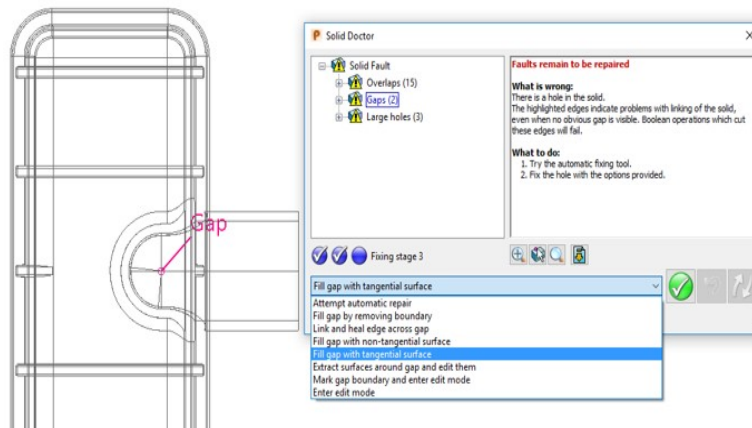 Solid Doctor
Solid Fault
Overlaps (15)
Gaps (2)
Large holes (3)
Faults remain to be repaired
What is wrong:
There is a hole in the solid.
The highlighted edges indicate problems with linking of the solid,
even when no obvious gap is visible. Boolean operations which cut
these edges will fail.
What to do:
1. Try the automatic fixing tool.
2. Fix the hole with the options provided.
Gap
Fixing stage 3
Fill gap with tangential surface
Attempt automatic repair
Fill gap by removing boundary
Link and heal edge across gap
Fill gap with non-tangential surface
Fill gap with tangential surface
Extract surfaces around gap and edit them
Mark gap boundary and enter edit mode
Enter edit mode